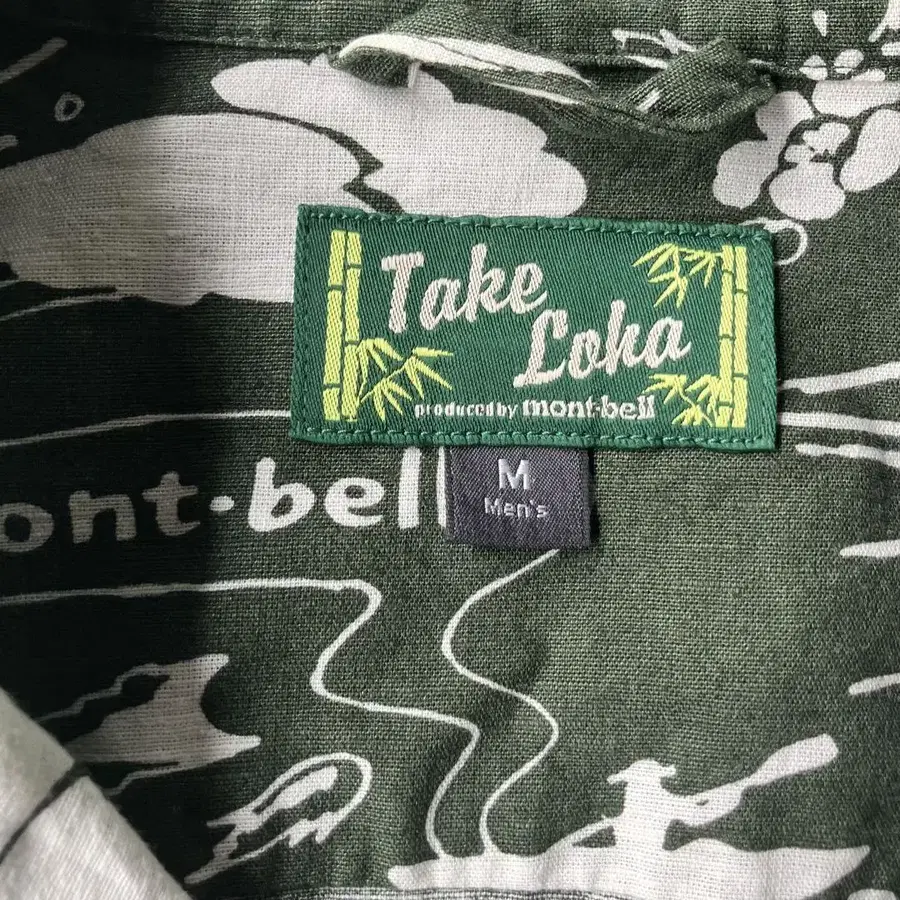 Take
Loha
produced by mont-bell
ont-bell
M
Men's